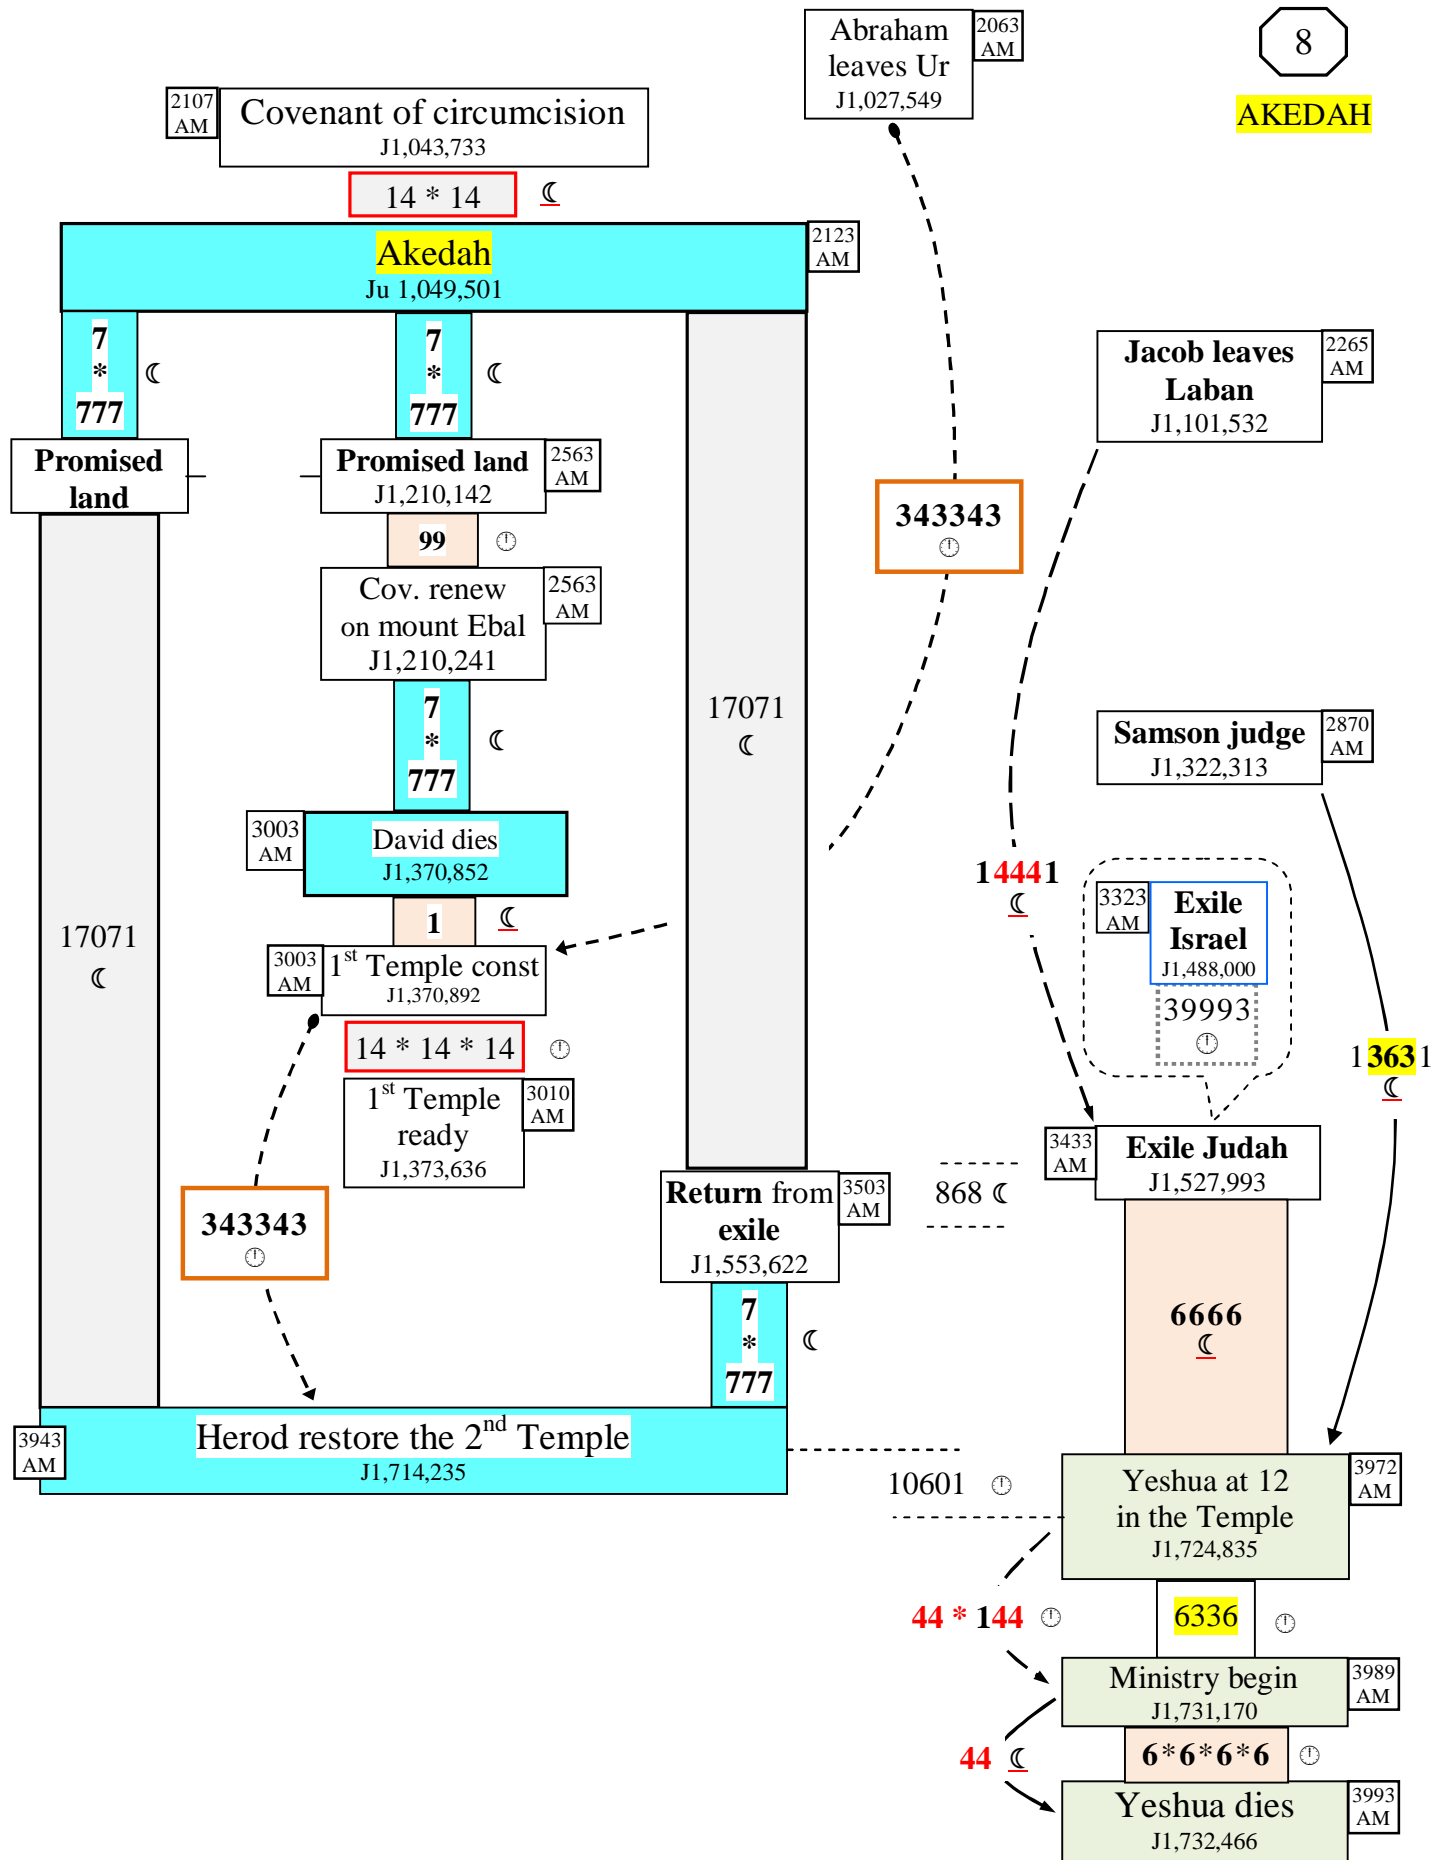 Abraham
leaves Ur
J1,027,549
2063
AM
8
AKEDAH
2107
AM
Covenant of circumcision
J1,043,733
14 * 14 ☾
Akedah
Ju 1,049,501
2123
AM
7
*
777
☾
7
*
777
☾
Jacob leaves
Laban
J1,101,532
2265
AM
Promised
land
Promised land
J1,210,142
2563
AM
343343
99
Cov. renew
on mount Ebal
J1,210,241
2563
AM
7
*
777
☾
17071
☾
Samson judge
J1,322,313
2870
AM
3003
AM
David dies
J1,370,852
14441
☾
3323
AM
Exile
Israel
J1,488,000
39993
1
☾
17071
☾
3003
AM
1st Temple const
J1,370,892
14 * 14 * 14
13631
☾
1st Temple
ready
J1,373,636
3010
AM
3433
AM
Exile Judah
J1,527,993
Return from
exile
J1,553,622
3503
AM
868 ☾
343343
7
*
777
☾
6666
☾
3943
AM
Herod restore the 2nd Temple
J1,714,235
10601
Yeshua at 12
in the Temple
J1,724,835
3972
AM
44 * 144
6336
Ministry begin
J1,731,170
3989
AM
44 ☾
6*6*6*6
Yeshua dies
J1,732,466
3993
AM